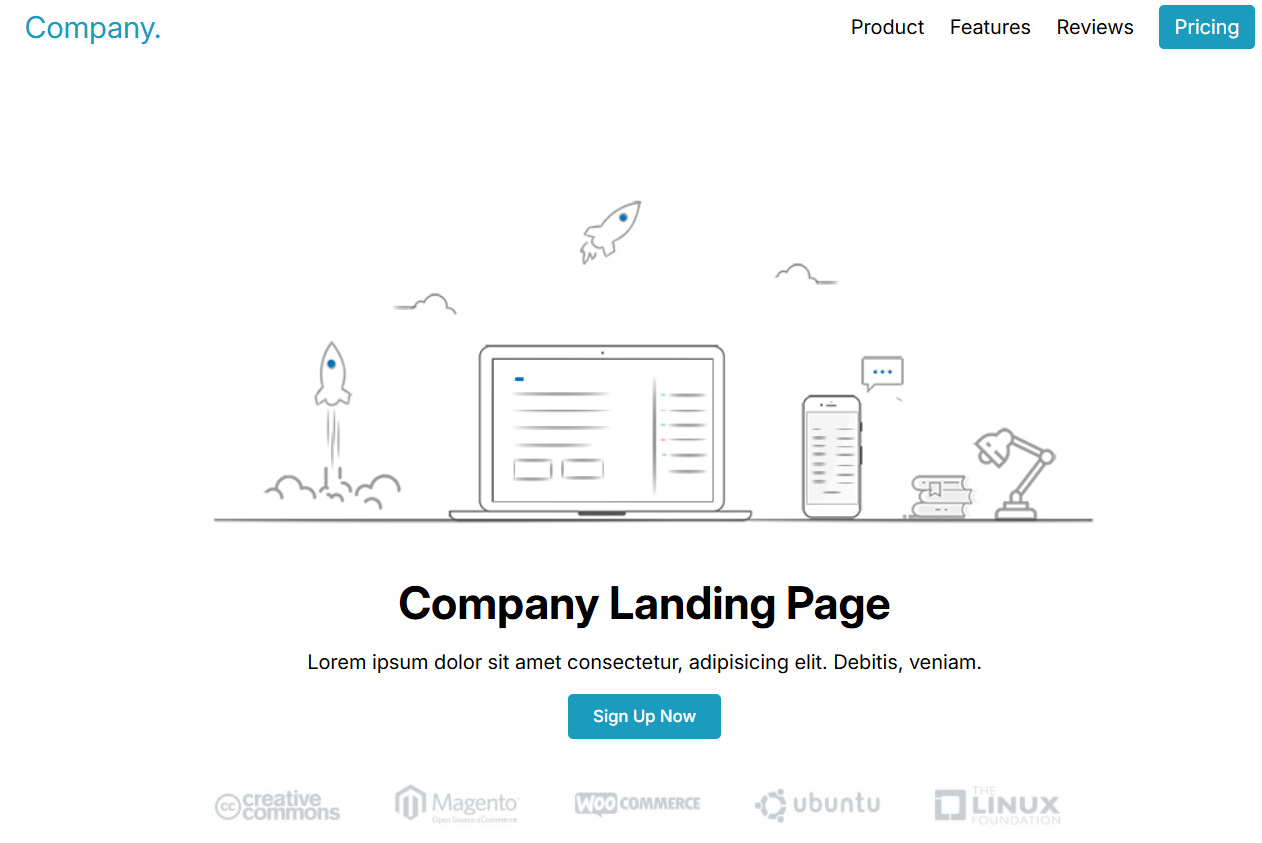 Company.
Product Features Reviews Pricing
Company Landing Page
Lorem ipsum dolor sit amet consectetur, adipisicing elit. Debitis, veniam.
Sign Up Now
cc creative commons
Magento
Open Source eCommerce
WOO COMMERCE
ubuntu
THE
LINUX
FOUNDATION